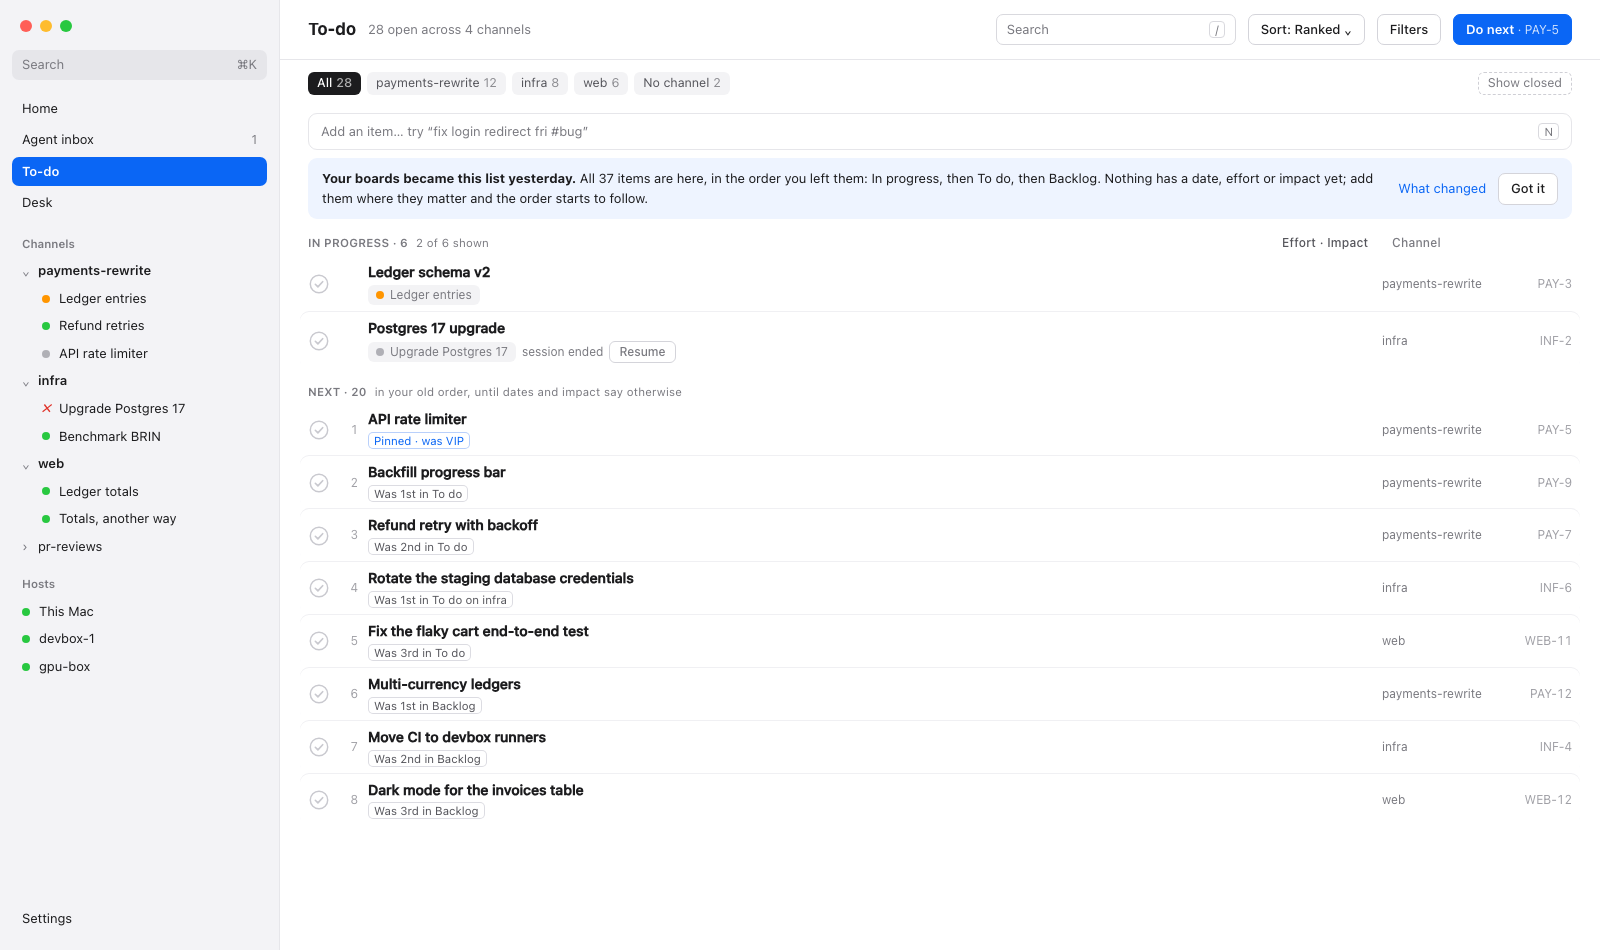 Search ⌘K
Home
Agent inbox 1
To-do
Desk
Channels
payments-rewrite
Ledger entries
Refund retries
API rate limiter
infra
Upgrade Postgres 17
Benchmark BRIN
web
Ledger totals
Totals, another way
pr-reviews
Hosts
This Mac
devbox-1
gpu-box
Settings
To-do 28 open across 4 channels
Search /
Sort: Ranked
Filters
Do next · PAY-5
All 28
payments-rewrite 12
infra 8
web 6
No channel 2
Show closed
Add an item... try “fix login redirect fri #bug” N
Your boards became this list yesterday. All 37 items are here, in the order you left them: In progress, then To do, then Backlog. Nothing has a date, effort or impact yet; add
them where they matter and the order starts to follow.
What changed
Got it
IN PROGRESS · 6 2 of 6 shown Effort · Impact Channel
Ledger schema v2
Ledger entries
payments-rewrite PAY-3
Postgres 17 upgrade
Upgrade Postgres 17 session ended Resume
infra INF-2
NEXT · 20 in your old order, until dates and impact say otherwise
1 API rate limiter
Pinned · was VIP
payments-rewrite PAY-5
2 Backfill progress bar
Was 1st in To do
payments-rewrite PAY-9
3 Refund retry with backoff
Was 2nd in To do
payments-rewrite PAY-7
4 Rotate the staging database credentials
Was 1st in To do on infra
infra INF-6
5 Fix the flaky cart end-to-end test
Was 3rd in To do
web WEB-11
6 Multi-currency ledgers
Was 1st in Backlog
payments-rewrite PAY-12
7 Move CI to devbox runners
Was 2nd in Backlog
infra INF-4
8 Dark mode for the invoices table
Was 3rd in Backlog
web WEB-12